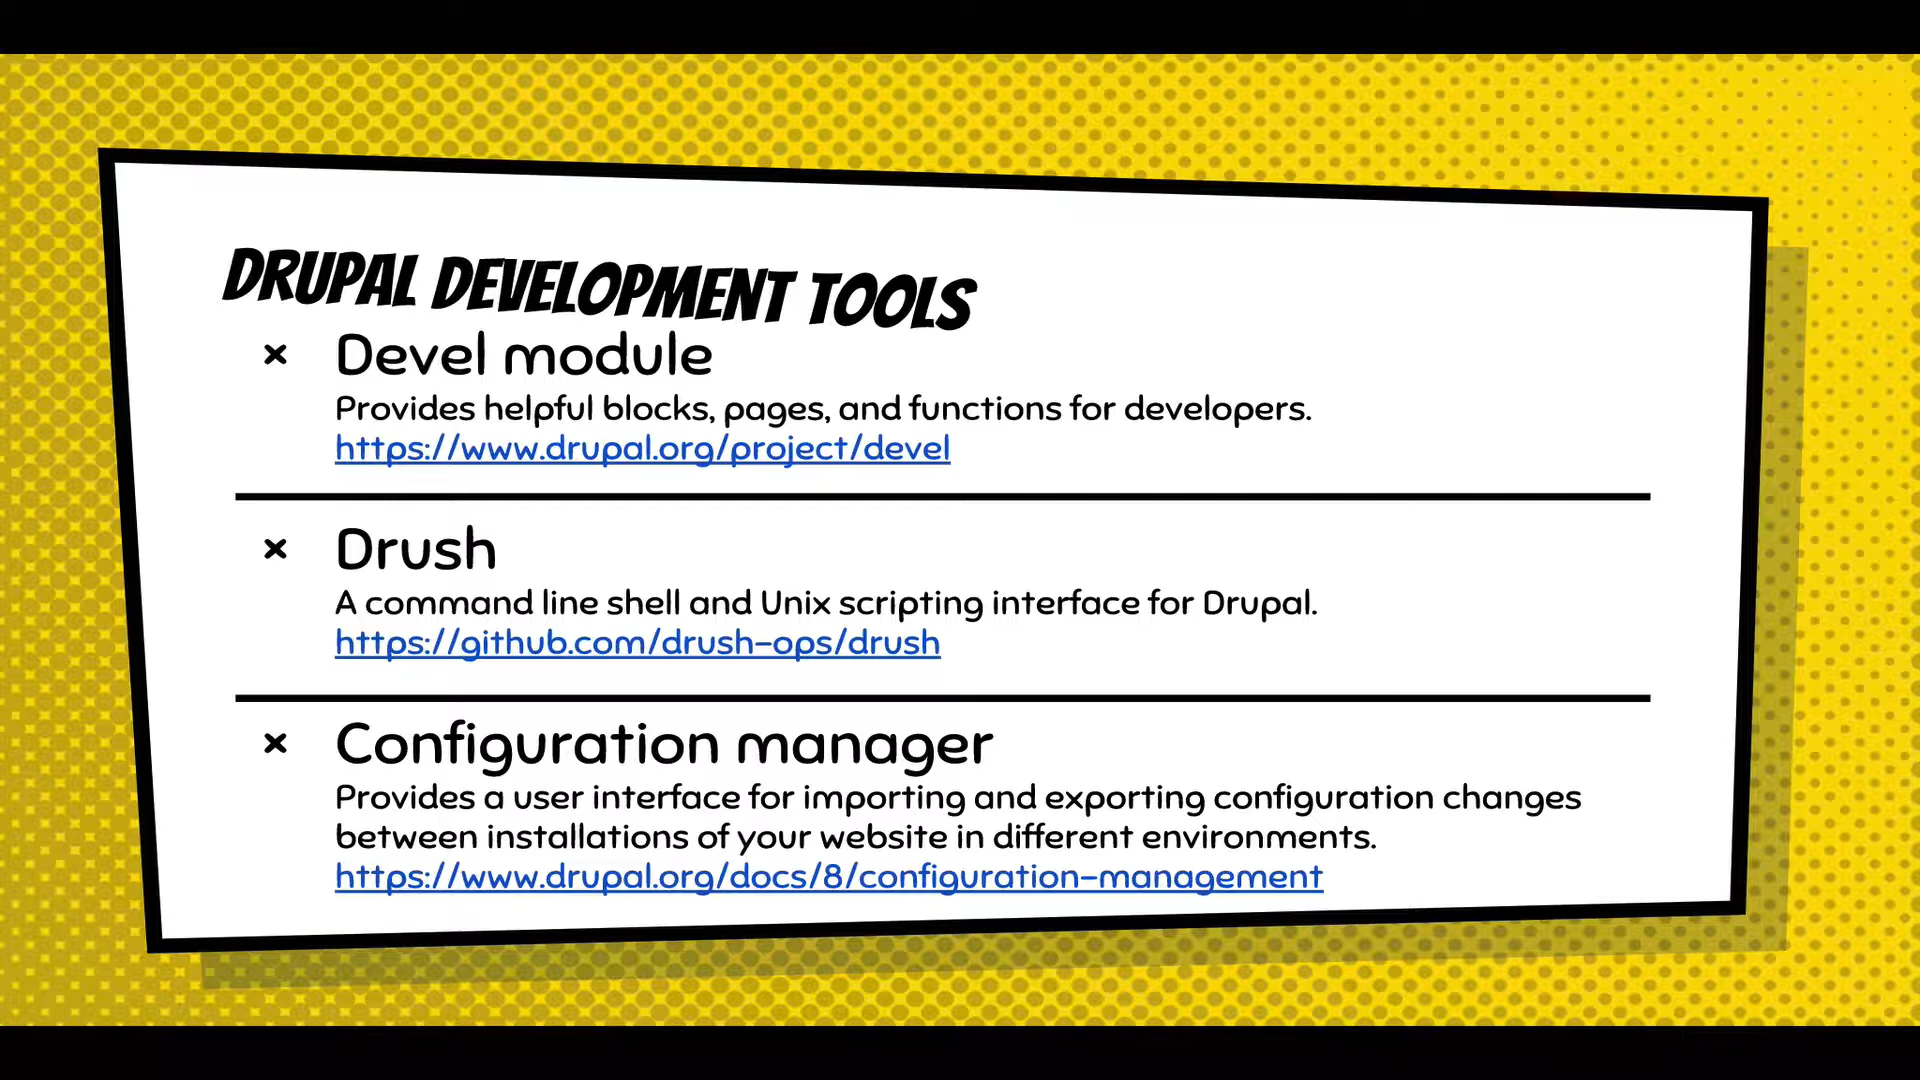 DRUPAL DEVELOPMENT TOOLS
× Devel module
Provides helpful blocks, pages, and functions for developers.
https://www.drupal.org/project/devel
× Drush
A command line shell and Unix scripting interface for Drupal.
https://github.com/drush-ops/drush
× Configuration manager
Provides a user interface for importing and exporting configuration changes
between installations of your website in different environments.
https://www.drupal.org/docs/8/configuration-management